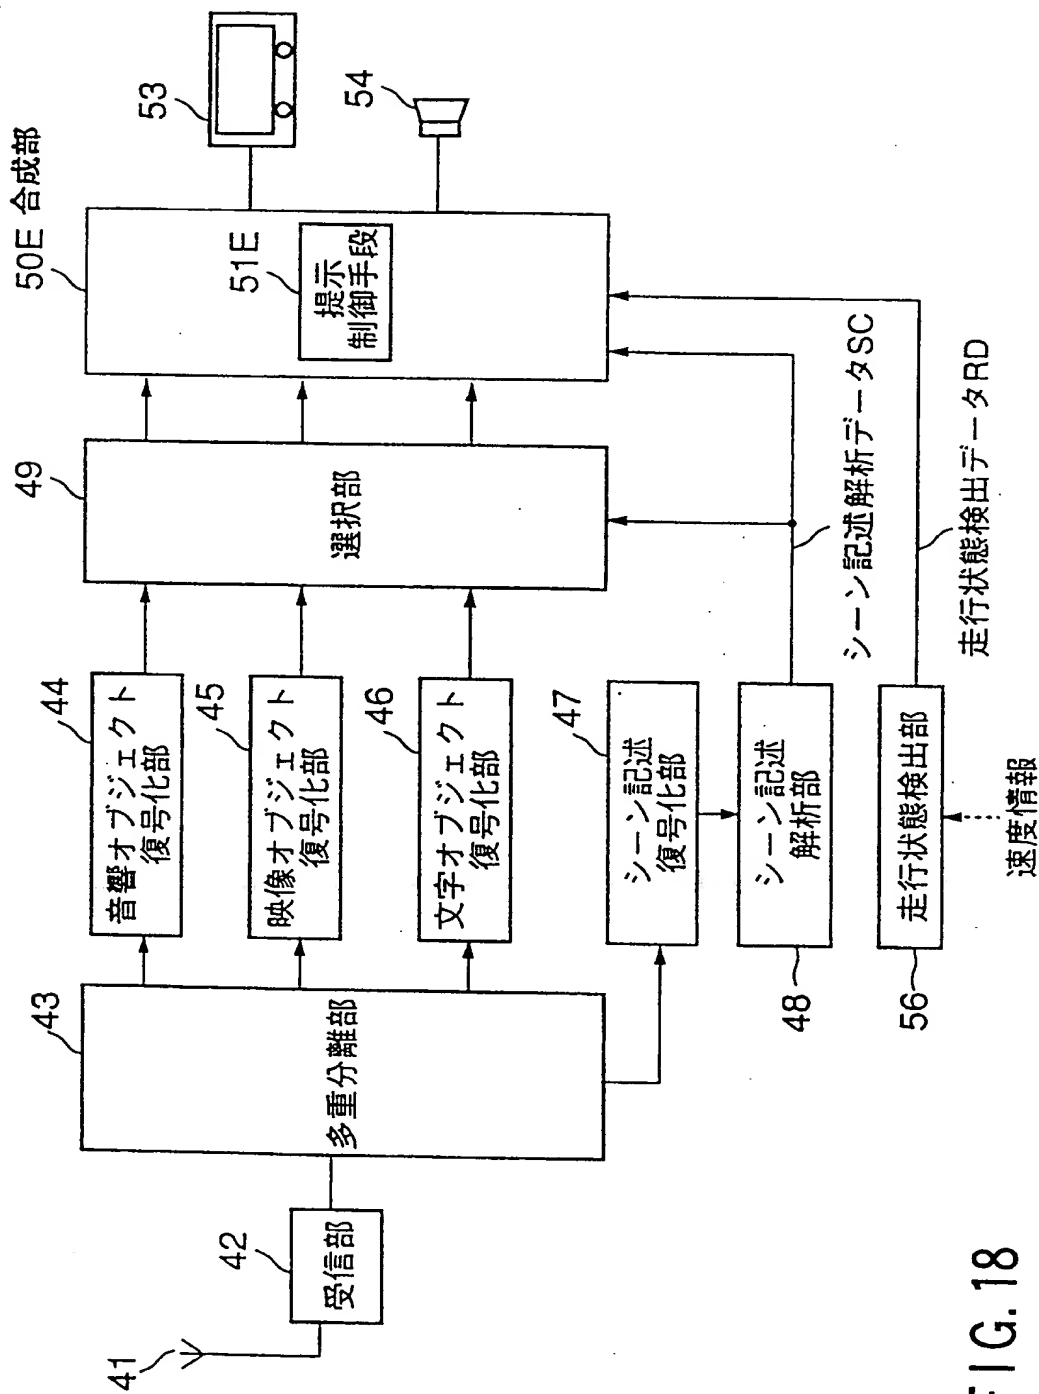 41
42
受信部
43
多重分離部
44
音響オブジェクト
復号化部
45
映像オブジェクト
復号化部
46
文字オブジェクト
復号化部
47
シーン記述
復号化部
48
シーン記述
解析部
56
走行状態検出部
速度情報
49
選択部
シーン記述解析データSC
走行状態検出データRD
50E 合成部
51E
提示
制御手段
53
54
FIG. 18